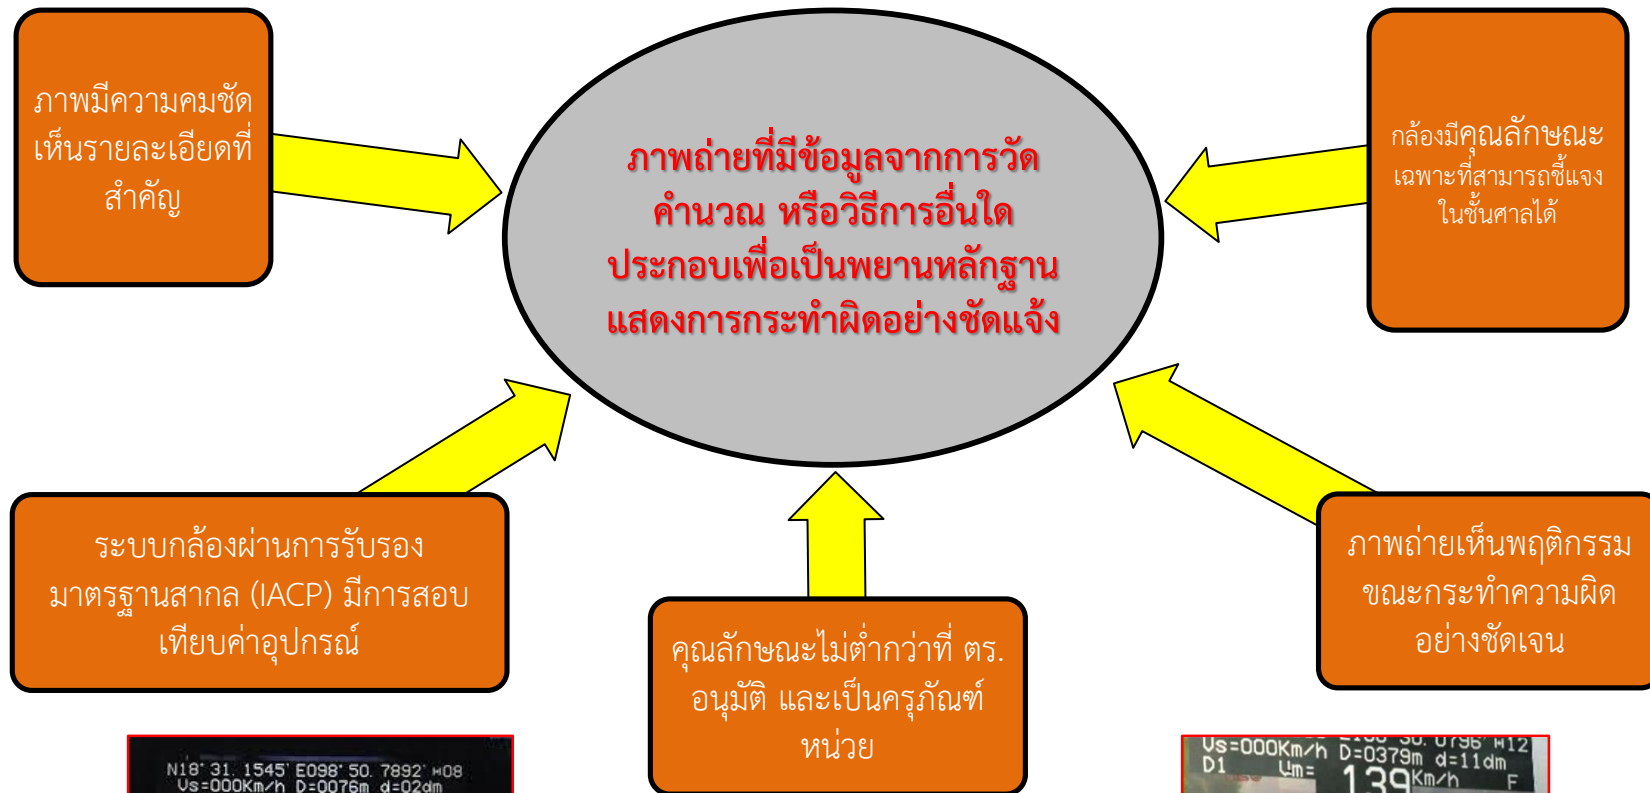 ภาพมีความคมชัด
เห็นรายละเอียดที่
สำคัญ
ภาพถ่ายที่มีข้อมูลจากการวัด
คำนวณ หรือวิธีการอื่นใด
ประกอบเพื่อเป็นพยานหลักฐาน
แสดงการกระทำผิดอย่างชัดแจ้ง
กล้องมีคุณลักษณะ
เฉพาะที่สามารถชี้แจง
ในชั้นศาลได้
ระบบกล้องผ่านการรับรอง
มาตรฐานสากล (IACP) มีการสอบ
เทียบค่าอุปกรณ์
คุณลักษณะไม่ต่ำกว่าที่ ตร.
อนุมัติ และเป็นครุภัณฑ์
หน่วย
ภาพถ่ายเห็นพฤติกรรม
ขณะกระทำความผิด
อย่างชัดเจน
N18° 31. 1545' E098° 50. 7892' M08
Vs=000Km/h D=0076m d=02dm
30. 0796' M12
Vs=000Km/h D=0379m d=11dm
D1 Vm= 139Km/h F